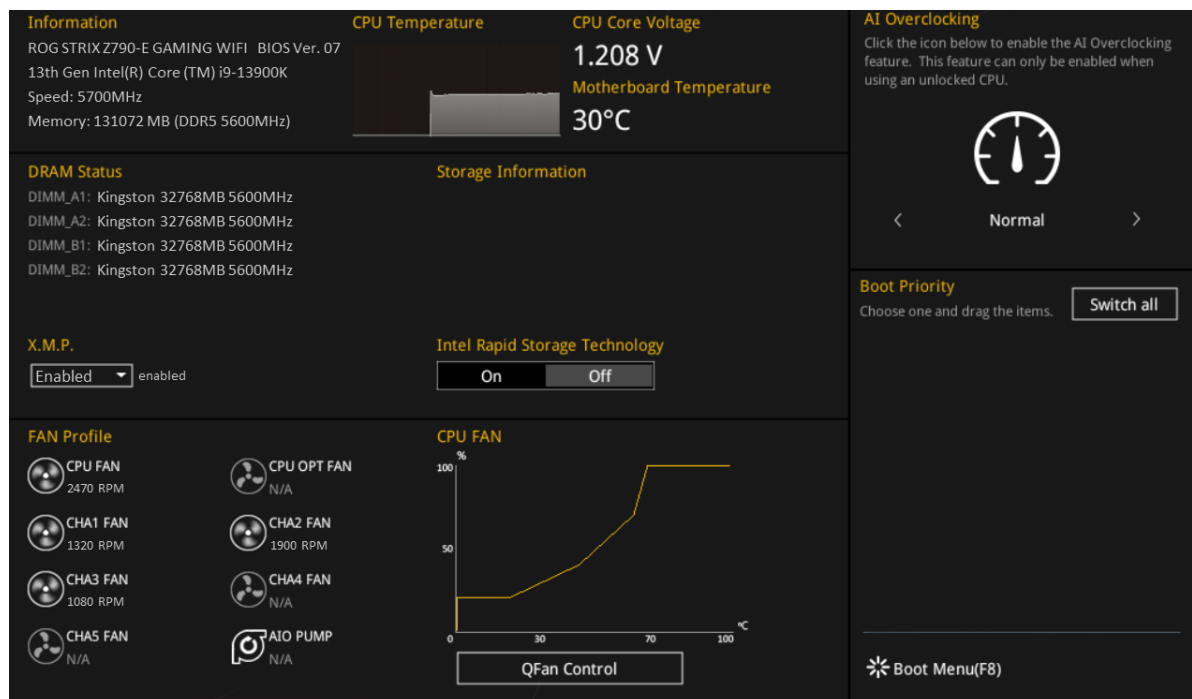 Information
ROG STRIX Z790-E GAMING WIFI BIOS Ver. 07
13th Gen Intel(R) Core (TM) i9-13900K
Speed: 5700MHz
Memory: 131072 MB (DDR5 5600MHz)
CPU Temperature
CPU Core Voltage
1.208 V
Motherboard Temperature
30°C
DRAM Status
DIMM_A1: Kingston 32768MB 5600MHz
DIMM_A2: Kingston 32768MB 5600MHz
DIMM_B1: Kingston 32768MB 5600MHz
DIMM_B2: Kingston 32768MB 5600MHz
Storage Information
X.M.P.
Enabled enabled
Intel Rapid Storage Technology
On Off
FAN Profile
CPU FAN
2470 RPM
CPU OPT FAN
N/A
CHA1 FAN
1320 RPM
CHA2 FAN
1900 RPM
CHA3 FAN
1080 RPM
CHA4 FAN
N/A
CHA5 FAN
N/A
AIO PUMP
N/A
CPU FAN
%
100
50
0 30 70 100 °C
QFan Control
AI Overclocking
Click the icon below to enable the AI Overclocking
feature. This feature can only be enabled when
using an unlocked CPU.
Normal
Boot Priority
Choose one and drag the items.
Switch all
Boot Menu(F8)